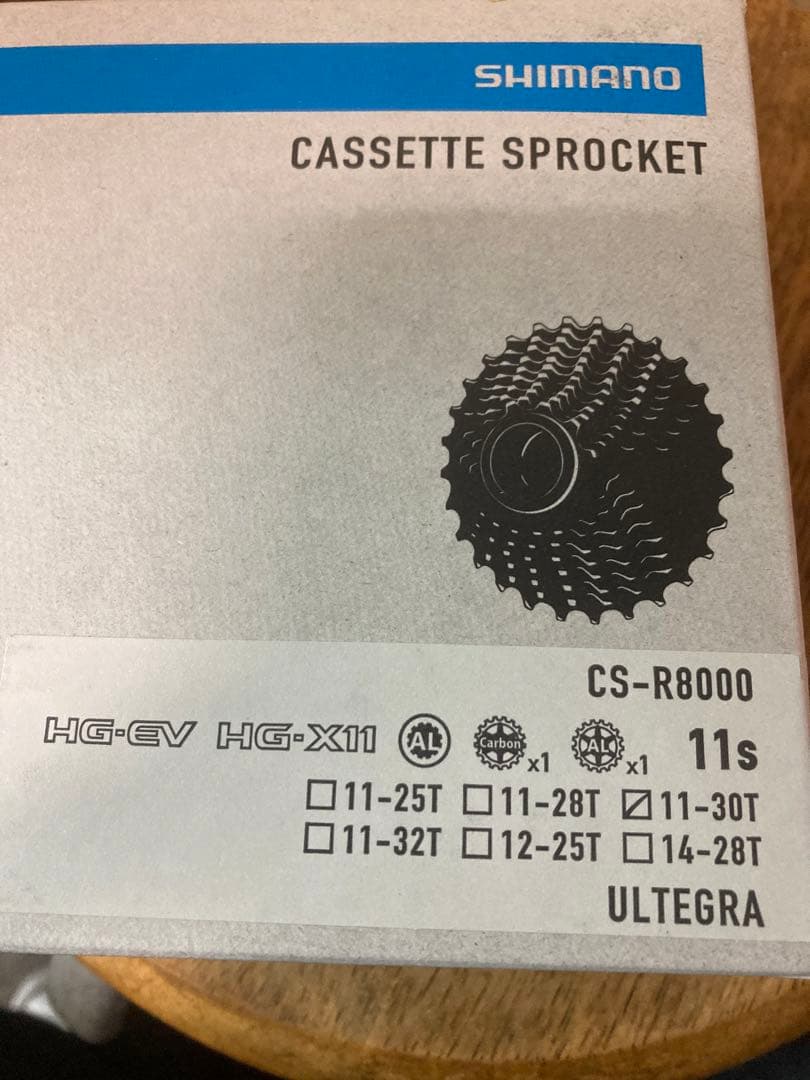 SHIMANO
CASSETTE SPROCKET
CS-R8000
HG-EV HG-X11 AL Carbon x1 AL x1 11s
☐11-25T ☐11-28T ☑11-30T
☐11-32T ☐12-25T ☐14-28T
ULTEGRA